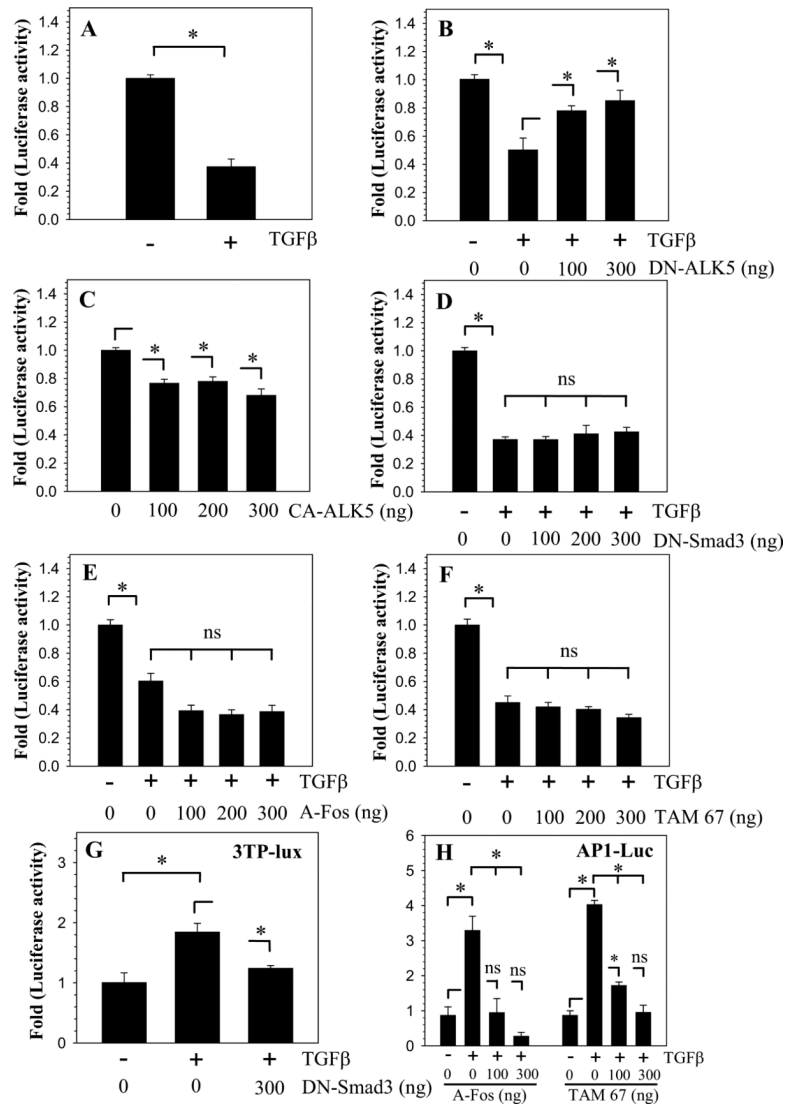 A
Fold (Luciferase activity)
1.4
1.2
1.0
0.8
0.6
0.4
0.2
0.0
*
- + TGFβ
B
Fold (Luciferase activity)
1.4
1.2
1.0
0.8
0.6
0.4
0.2
0.0
* * *
- + + + TGFβ
0 0 100 300 DN-ALK5 (ng)
C
Fold (Luciferase activity)
1.4
1.2
1.0
0.8
0.6
0.4
0.2
0.0
* * *
0 100 200 300 CA-ALK5 (ng)
D
Fold (Luciferase activity)
1.4
1.2
1.0
0.8
0.6
0.4
0.2
0.0
*
ns
- + + + + TGFβ
0 0 100 200 300 DN-Smad3 (ng)
E
Fold (Luciferase activity)
1.4
1.2
1.0
0.8
0.6
0.4
0.2
0.0
*
ns
- + + + + TGFβ
0 0 100 200 300 A-Fos (ng)
F
Fold (Luciferase activity)
1.4
1.2
1.0
0.8
0.6
0.4
0.2
0.0
*
ns
- + + + + TGFβ
0 0 100 200 300 TAM 67 (ng)
G 3TP-lux
Fold (Luciferase activity)
3
2
1
0
*
*
- + + TGFβ
0 0 300 DN-Smad3 (ng)
H AP1-Luc
Fold (Luciferase activity)
6
5
4
3
2
1
0
* *
* *
ns ns * ns
- + + + - + + + TGFβ
0 0 100 300 0 0 100 300
A-Fos (ng) TAM 67 (ng)